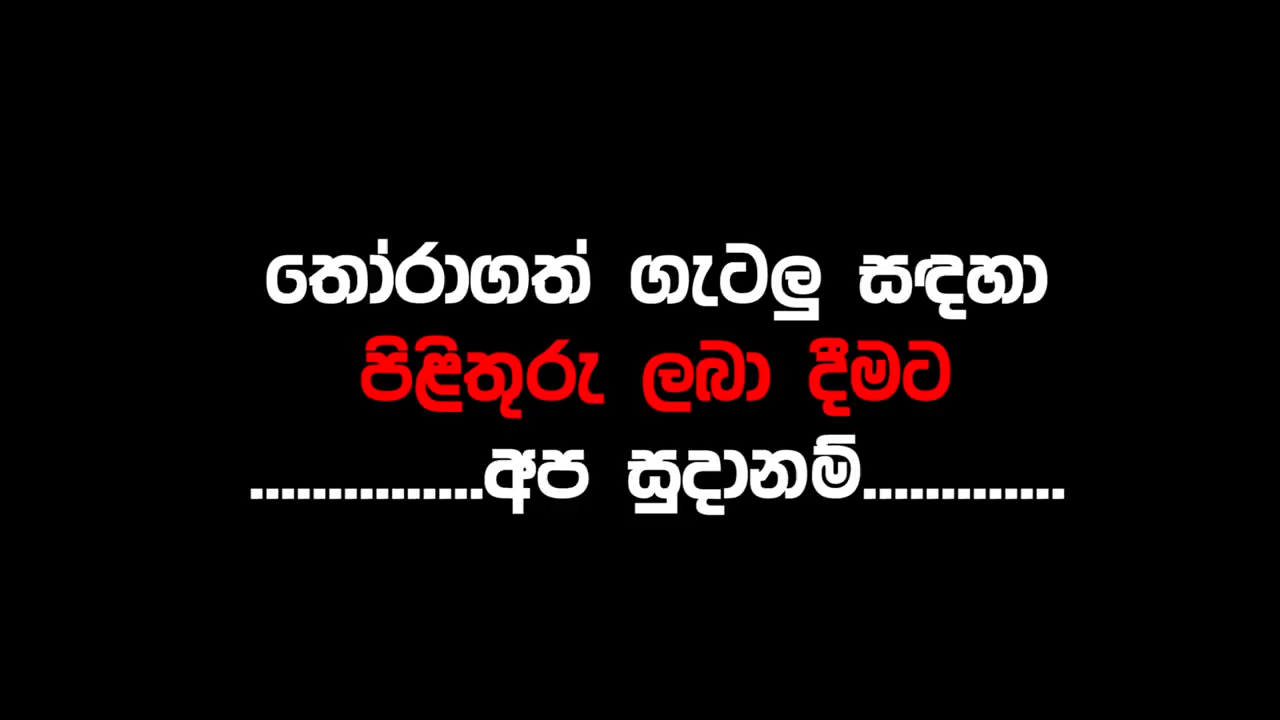 තෝරාගත් ගැටලු සඳහා
පිළිතුරු ලබා දීමට
...............අප සුදානම්.............